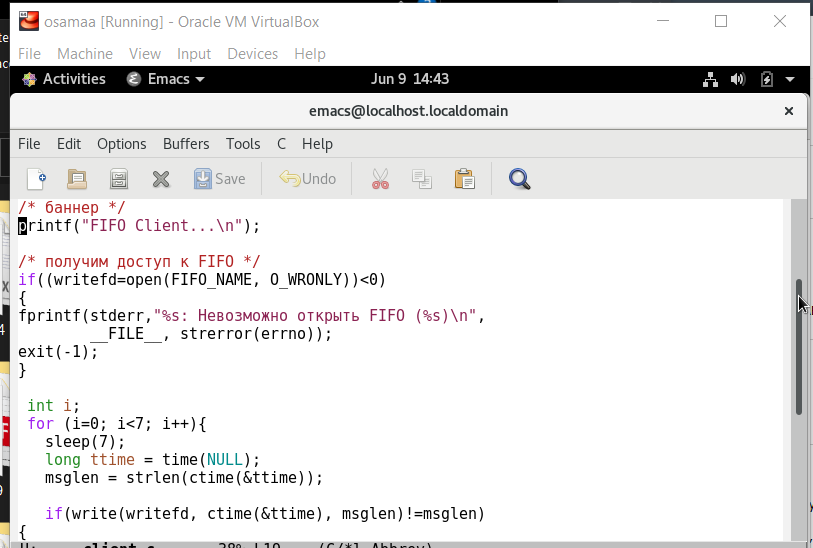 osamaa [Running] - Oracle VM VirtualBox
File Machine View Input Devices Help
Activities Emacs Jun 9 14:43
emacs@localhost.localdomain
File Edit Options Buffers Tools C Help
Save Undo
/* баннер */
printf("FIFO Client...\n");
/* получим доступ к FIFO */
if((writefd=open(FIFO_NAME, O_WRONLY))<0)
{
fprintf(stderr,"%s: Невозможно открыть FIFO (%s)\n",
__FILE__, strerror(errno));
exit(-1);
}
int i;
for (i=0; i<7; i++){
sleep(7);
long ttime = time(NULL);
msglen = strlen(ctime(&ttime));
if(write(writefd, ctime(&ttime), msglen)!=msglen)
{